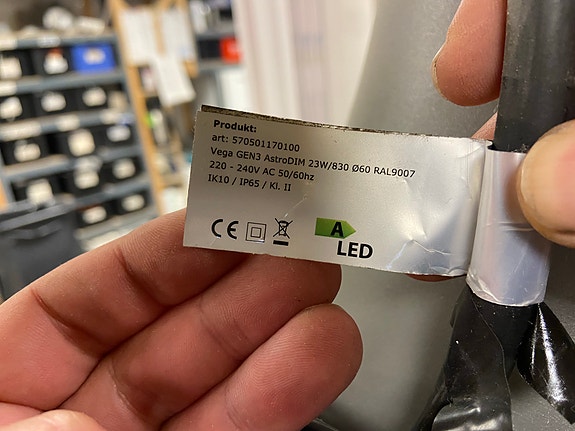 Produkt:
art: 570501170100
Vega GEN3 AstroDIM 23W/830 Ø60 RAL9007
220 - 240V AC 50/60hz
IK10 / IP65 / Kl. II
CE A
LED